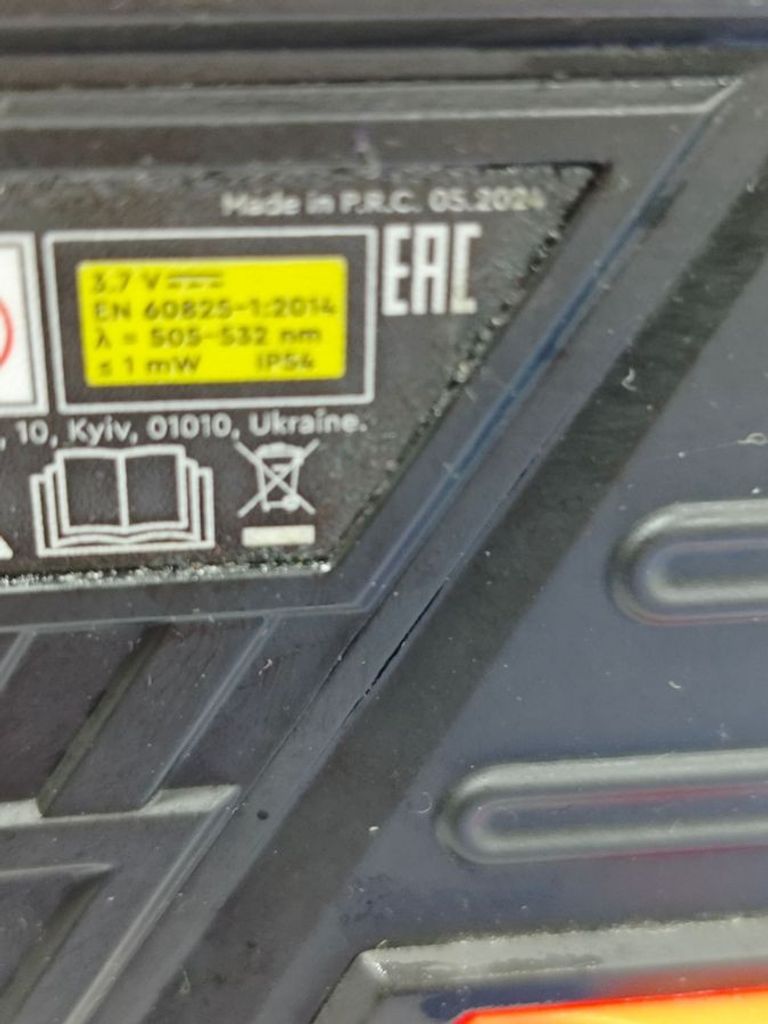 Made in P.R.C. 05.2024
EAC
3.7 V
EN 60825-1:2014
λ = 505-532 nm
≤ 1 mW IP54
, 10, Kyiv, 01010, Ukraine.